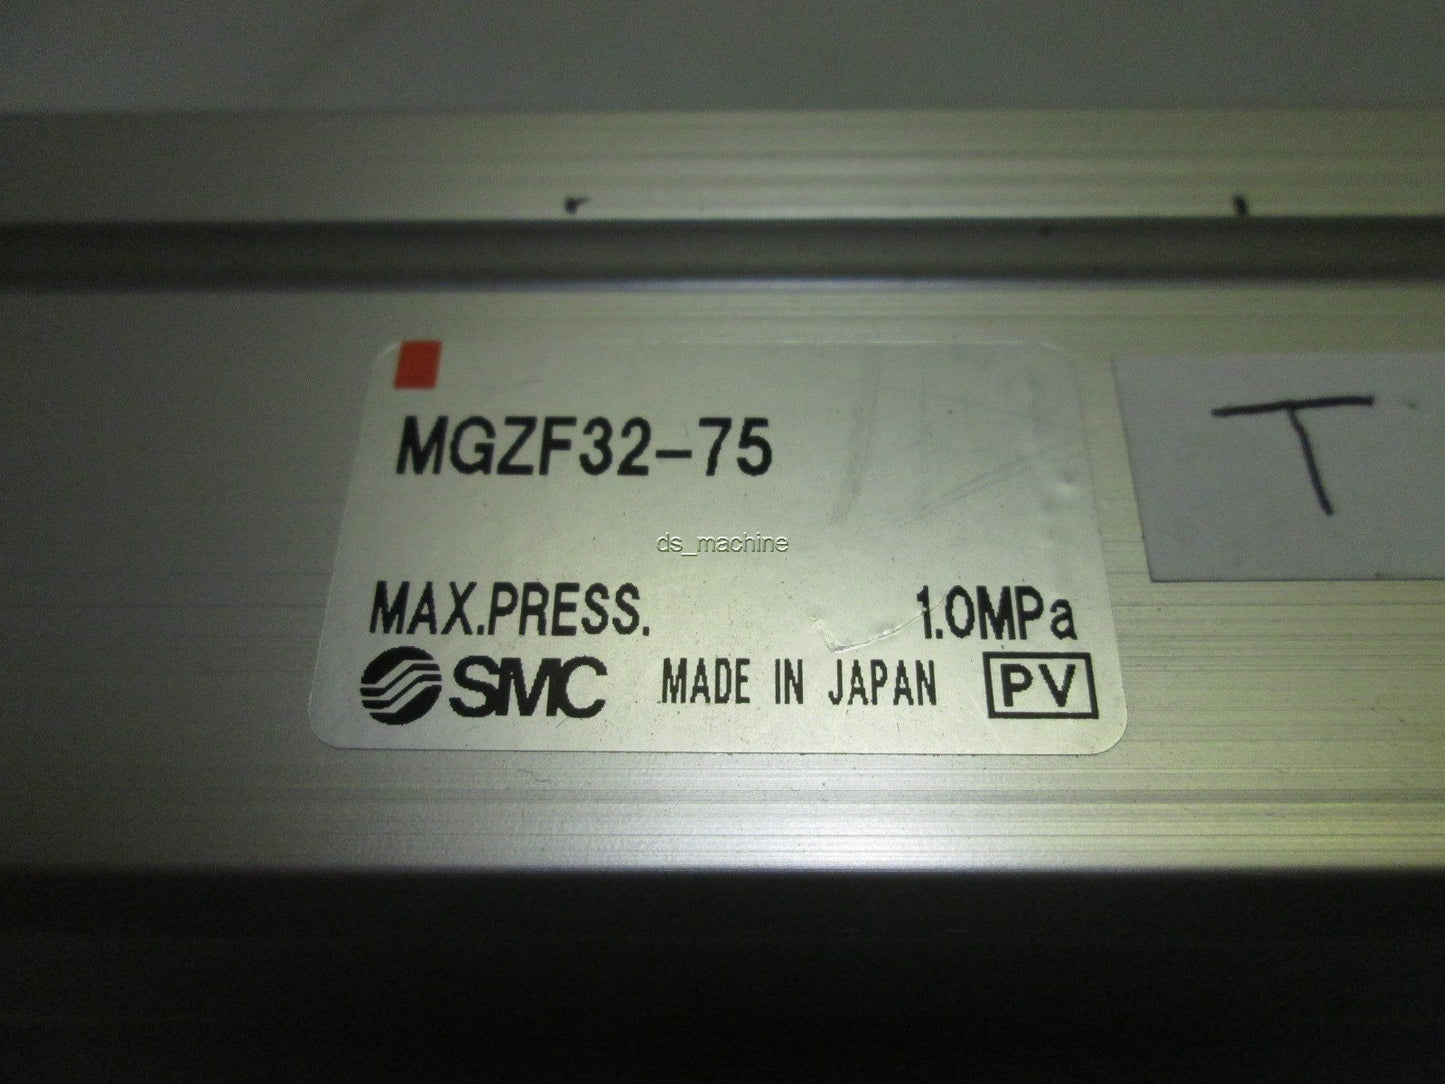 MGZF32-75
T
ds_machine
MAX.PRESS. 1.0MPa
SMC MADE IN JAPAN PV